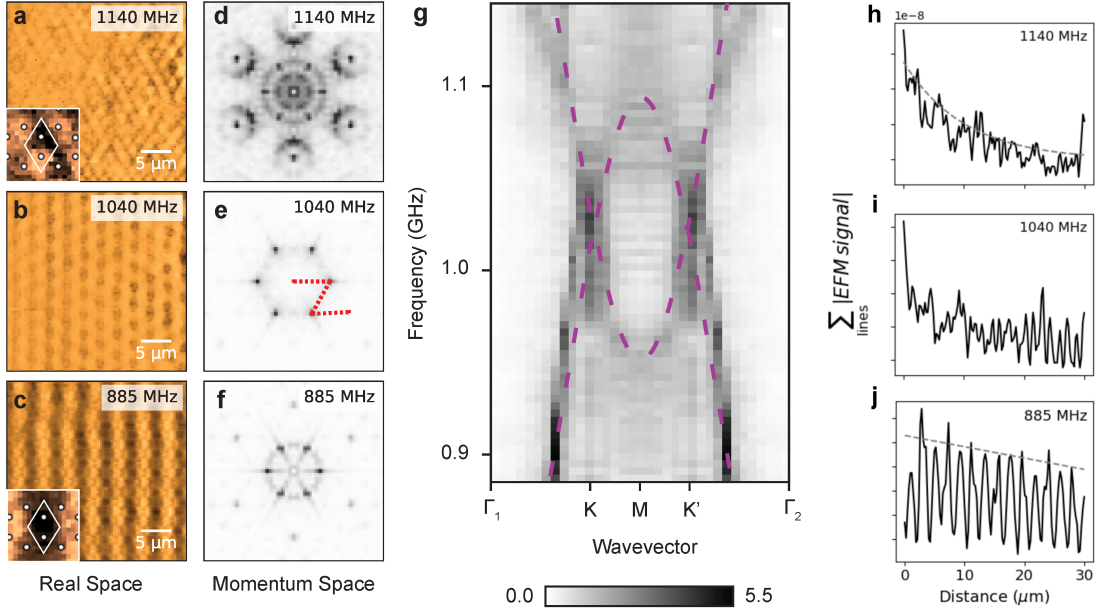 a
1140 MHz
5 μm
b
1040 MHz
5 μm
c
885 MHz
5 μm
Real Space
d
1140 MHz
e
1040 MHz
f
885 MHz
Momentum Space
g
Frequency (GHz)
1.1
1.0
0.9
Γ1
K
M
K'
Γ2
Wavevector
0.0
5.5
h
1e−8
1140 MHz
i
1040 MHz
∑ |EFM signal|
lines
j
885 MHz
0
10
20
30
Distance (μm)